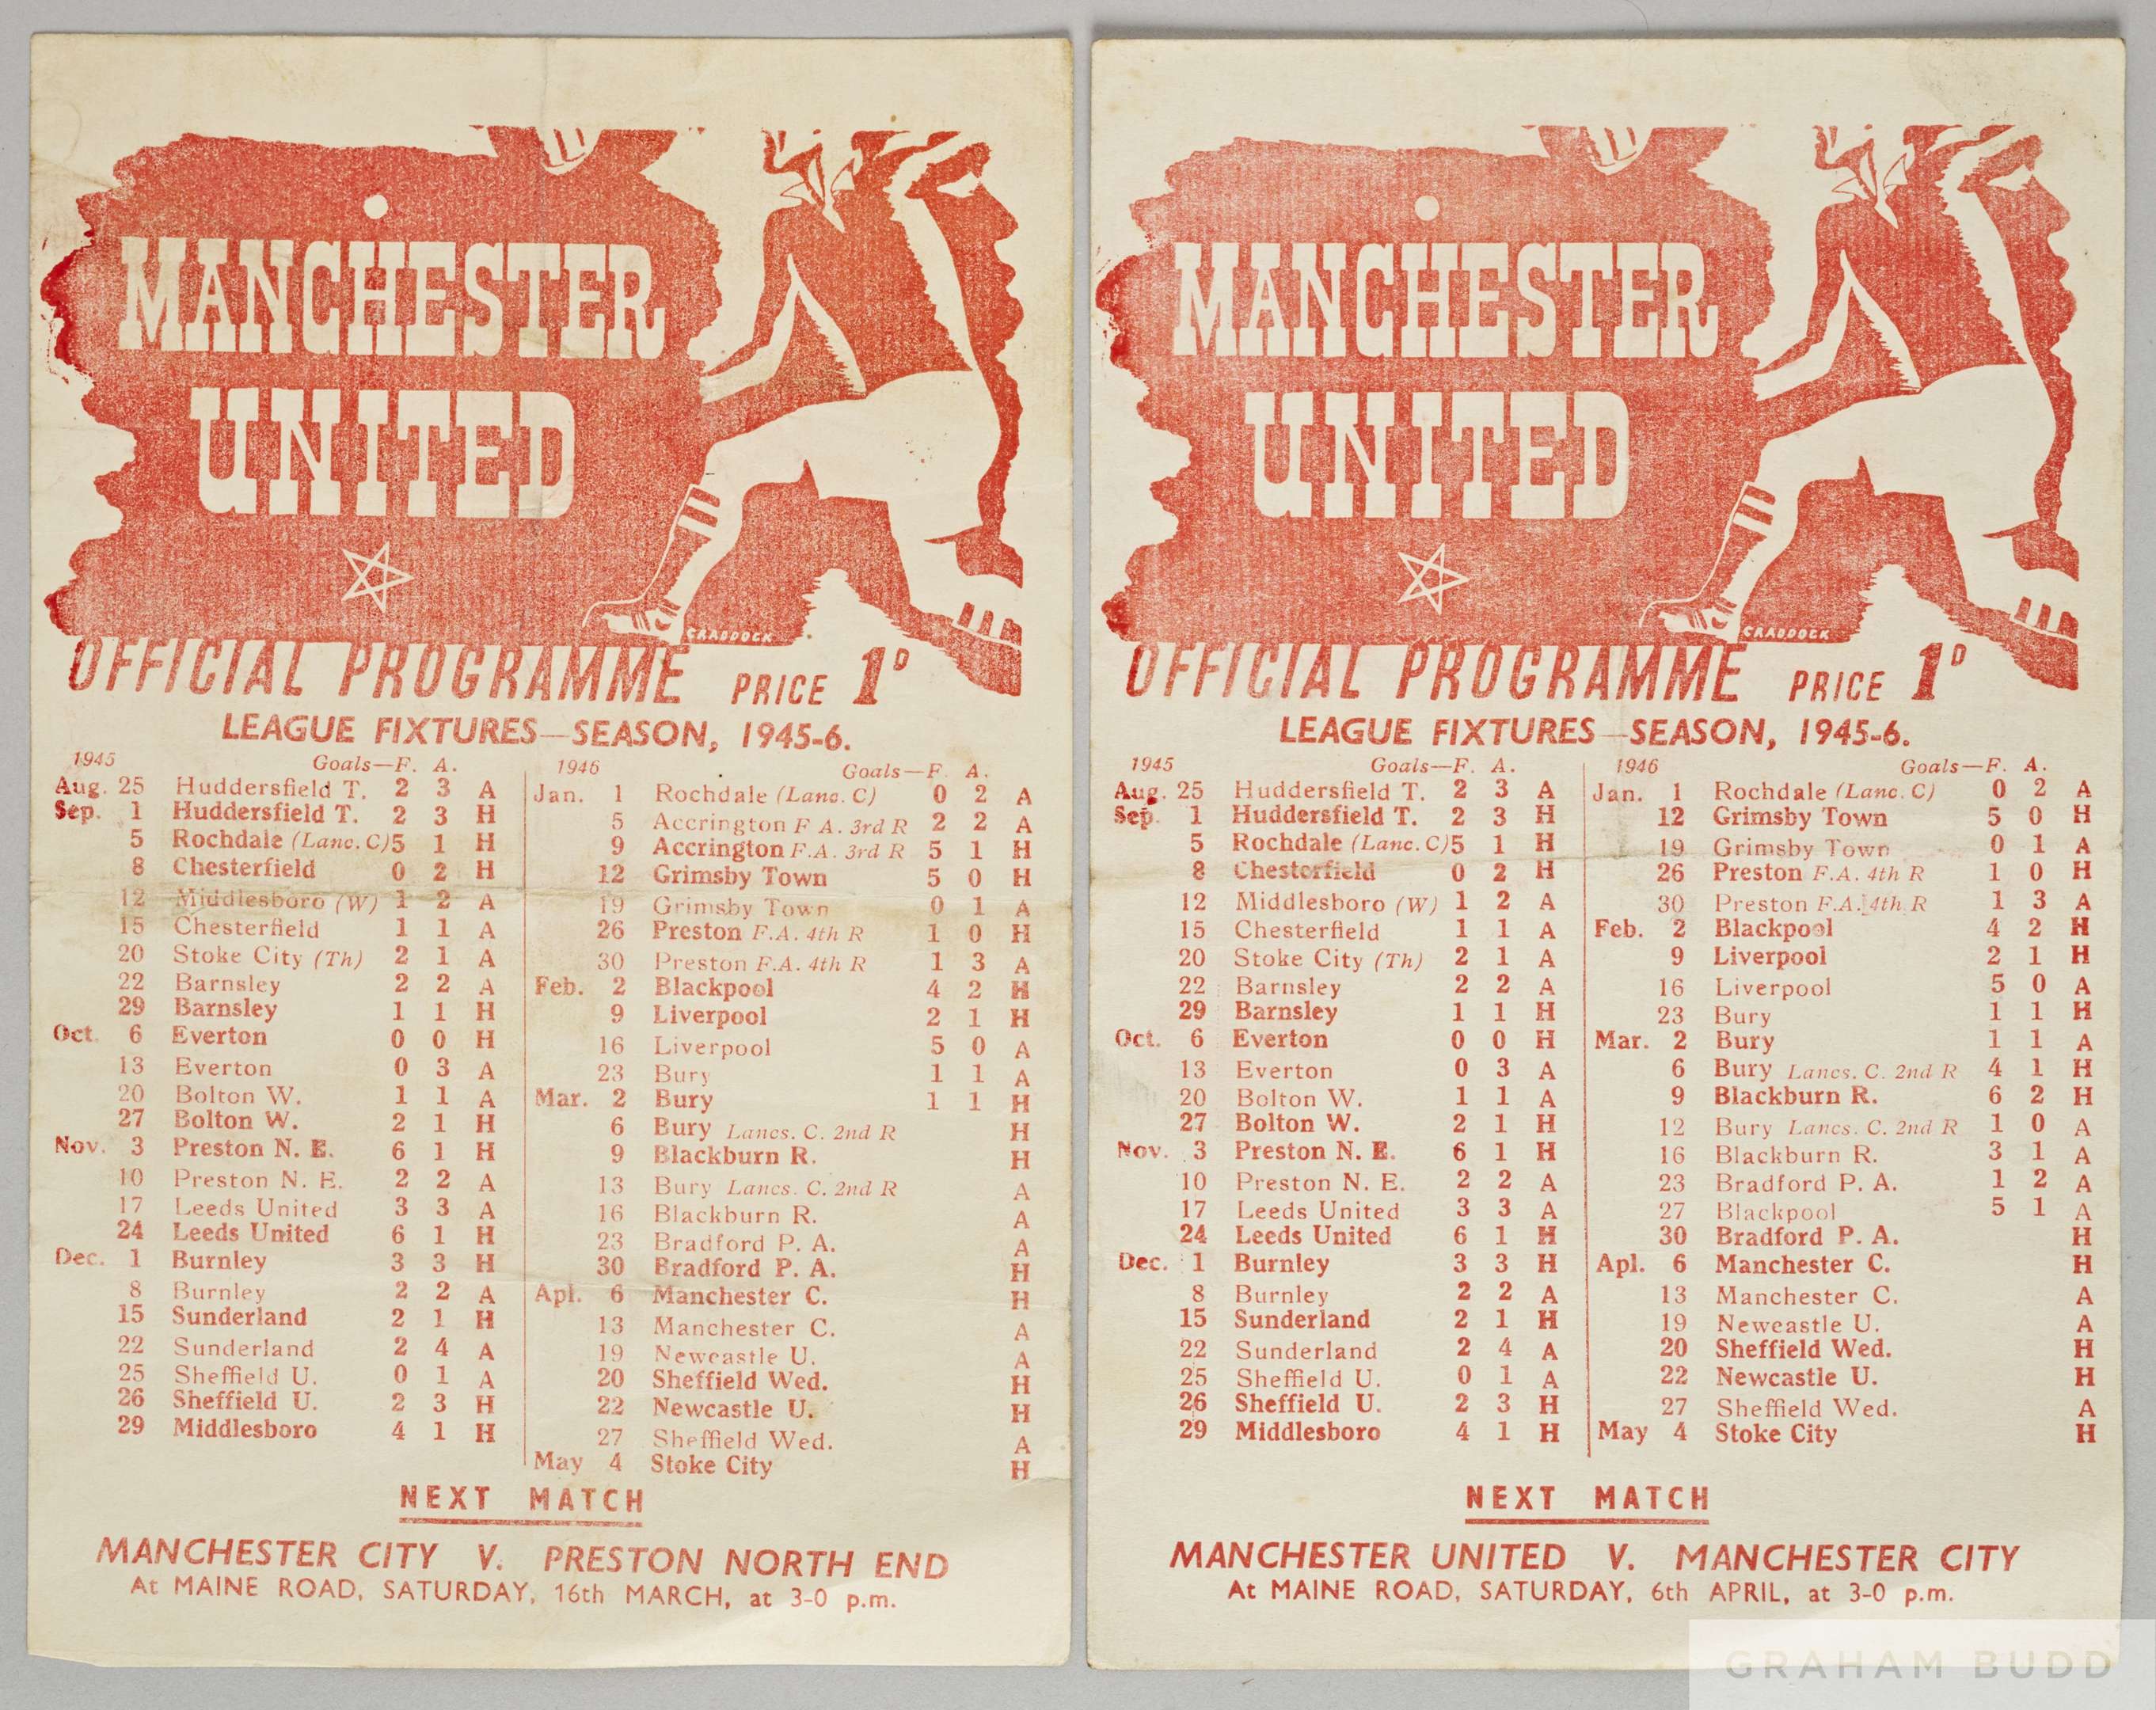 MANCHESTER
UNITED
CRADDOCK
OFFICIAL PROGRAMME PRICE 1D
LEAGUE FIXTURES—SEASON, 1945-6.
1945 Goals—F. A.
Aug. 25 Huddersfield T. 2 3 A
Sep. 1 Huddersfield T. 2 3 H
5 Rochdale (Lanc. C) 5 1 H
8 Chesterfield 0 2 H
12 Middlesboro (W) 1 2 A
15 Chesterfield 1 1 A
20 Stoke City (Th) 2 1 A
22 Barnsley 2 2 A
29 Barnsley 1 1 H
Oct. 6 Everton 0 0 H
13 Everton 0 3 A
20 Bolton W. 1 1 A
27 Bolton W. 2 1 H
Nov. 3 Preston N. E. 6 1 H
10 Preston N. E. 2 2 A
17 Leeds United 3 3 A
24 Leeds United 6 1 H
Dec. 1 Burnley 3 3 H
8 Burnley 2 2 A
15 Sunderland 2 1 H
22 Sunderland 2 4 A
25 Sheffield U. 0 1 A
26 Sheffield U. 2 3 H
29 Middlesboro 4 1 H
1946 Goals—F. A.
Jan. 1 Rochdale (Lanc. C) 0 2 A
5 Accrington F A. 3rd R 2 2 A
9 Accrington F.A. 3rd R 5 1 H
12 Grimsby Town 5 0 H
19 Grimsby Town 0 1 A
26 Preston F.A. 4th R 1 0 H
30 Preston F.A. 4th R 1 3 A
Feb. 2 Blackpool 4 2 H
9 Liverpool 2 1 H
16 Liverpool 5 0 A
23 Bury 1 1 A
Mar. 2 Bury 1 1 H
6 Bury Lancs. C. 2nd R H
9 Blackburn R. H
13 Bury Lancs. C. 2nd R A
16 Blackburn R. A
23 Bradford P. A. A
30 Bradford P. A. H
Apl. 6 Manchester C. H
13 Manchester C. A
19 Newcastle U. A
20 Sheffield Wed. H
22 Newcastle U. H
27 Sheffield Wed. A
May 4 Stoke City H
NEXT MATCH
MANCHESTER CITY V. PRESTON NORTH END
At MAINE ROAD, SATURDAY, 16th MARCH, at 3-0 p.m.
MANCHESTER
UNITED
CRADDOCK
OFFICIAL PROGRAMME PRICE 1D
LEAGUE FIXTURES—SEASON, 1945-6.
1945 Goals—F. A.
Aug. 25 Huddersfield T. 2 3 A
Sep. 1 Huddersfield T. 2 3 H
5 Rochdale (Lanc. C) 5 1 H
8 Chesterfield 0 2 H
12 Middlesboro (W) 1 2 A
15 Chesterfield 1 1 A
20 Stoke City (Th) 2 1 A
22 Barnsley 2 2 A
29 Barnsley 1 1 H
Oct. 6 Everton 0 0 H
13 Everton 0 3 A
20 Bolton W. 1 1 A
27 Bolton W. 2 1 H
Nov. 3 Preston N. E. 6 1 H
10 Preston N. E. 2 2 A
17 Leeds United 3 3 A
24 Leeds United 6 1 H
Dec. 1 Burnley 3 3 H
8 Burnley 2 2 A
15 Sunderland 2 1 H
22 Sunderland 2 4 A
25 Sheffield U. 0 1 A
26 Sheffield U. 2 3 H
29 Middlesboro 4 1 H
1946 Goals—F. A.
Jan. 1 Rochdale (Lanc. C) 0 2 A
12 Grimsby Town 5 0 H
19 Grimsby Town 0 1 A
26 Preston F.A. 4th R 1 0 H
30 Preston F.A. 4th R 1 3 A
Feb. 2 Blackpool 4 2 H
9 Liverpool 2 1 H
16 Liverpool 5 0 A
23 Bury 1 1 H
Mar. 2 Bury 1 1 A
6 Bury Lancs. C. 2nd R 4 1 H
9 Blackburn R. 6 2 H
12 Bury Lancs. C. 2nd R 1 0 A
16 Blackburn R. 3 1 A
23 Bradford P. A. 1 2 A
27 Blackpool 5 1 A
30 Bradford P. A. H
Apl. 6 Manchester C. H
13 Manchester C. A
19 Newcastle U. A
20 Sheffield Wed. H
22 Newcastle U. H
27 Sheffield Wed. A
May 4 Stoke City H
NEXT MATCH
MANCHESTER UNITED V. MANCHESTER CITY
At MAINE ROAD, SATURDAY, 6th APRIL, at 3-0 p.m.
GRAHAM BUDD